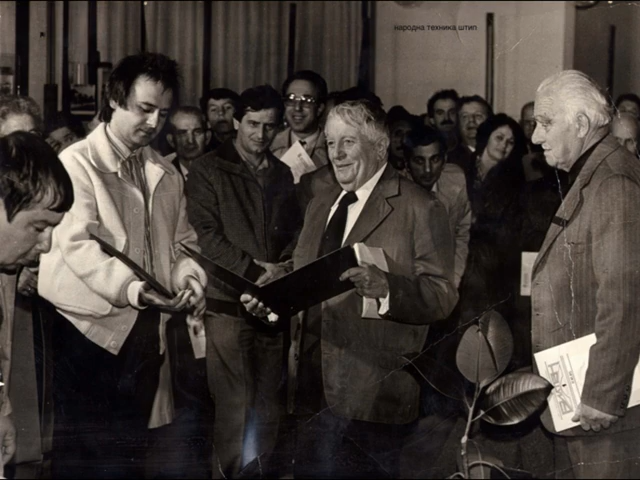 народна техника штип